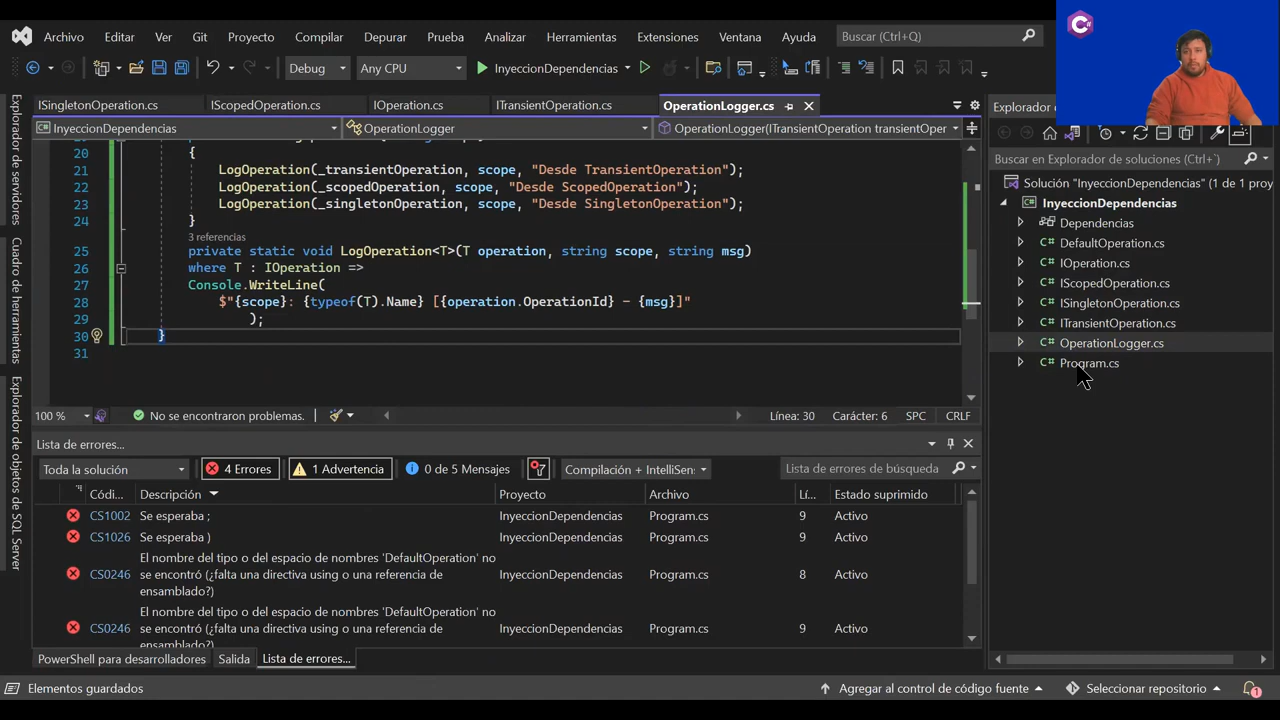 Archivo Editar Ver Git Proyecto Compilar Depurar Prueba Analizar Herramientas Extensiones Ventana Ayuda Buscar (Ctrl+Q)
Debug Any CPU InyeccionDependencias
ISingletonOperation.cs IScopedOperation.cs IOperation.cs ITransientOperation.cs OperationLogger.cs
InyeccionDependencias OperationLogger OperationLogger(ITransientOperation transientOper
20 {
21 LogOperation(_transientOperation, scope, "Desde TransientOperation");
22 LogOperation(_scopedOperation, scope, "Desde ScopedOperation");
23 LogOperation(_singletonOperation, scope, "Desde SingletonOperation");
24 }
3 referencias
25 private static void LogOperation<T>(T operation, string scope, string msg)
26 where T : IOperation =>
27 Console.WriteLine(
28 $"{scope}: {typeof(T).Name} [{operation.OperationId} - {msg}]"
29 );
30 }
31
100 % No se encontraron problemas. Línea: 30 Carácter: 6 SPC CRLF
Lista de errores...
Toda la solución 4 Errores 1 Advertencia 0 de 5 Mensajes Compilación + IntelliSen Lista de errores de búsqueda
Códi... Descripción Proyecto Archivo Lí... Estado suprimido
CS1002 Se esperaba ; InyeccionDependencias Program.cs 9 Activo
CS1026 Se esperaba ) InyeccionDependencias Program.cs 9 Activo
El nombre del tipo o del espacio de nombres 'DefaultOperation' no
CS0246 se encontró (¿falta una directiva using o una referencia de InyeccionDependencias Program.cs 8 Activo
ensamblado?)
El nombre del tipo o del espacio de nombres 'DefaultOperation' no
CS0246 se encontró (¿falta una directiva using o una referencia de InyeccionDependencias Program.cs 9 Activo
ensamblado?)
PowerShell para desarrolladores Salida Lista de errores...
Elementos guardados Agregar al control de código fuente Seleccionar repositorio 1
Explorador de servidores
Cuadro de herramientas
Explorador de objetos de SQL Server
C#
Explorador
Buscar en Explorador de soluciones (Ctrl+´)
Solución "InyeccionDependencias" (1 de 1 proy
InyeccionDependencias
Dependencias
C# DefaultOperation.cs
C# IOperation.cs
C# IScopedOperation.cs
C# ISingletonOperation.cs
C# ITransientOperation.cs
C# OperationLogger.cs
C# Program.cs